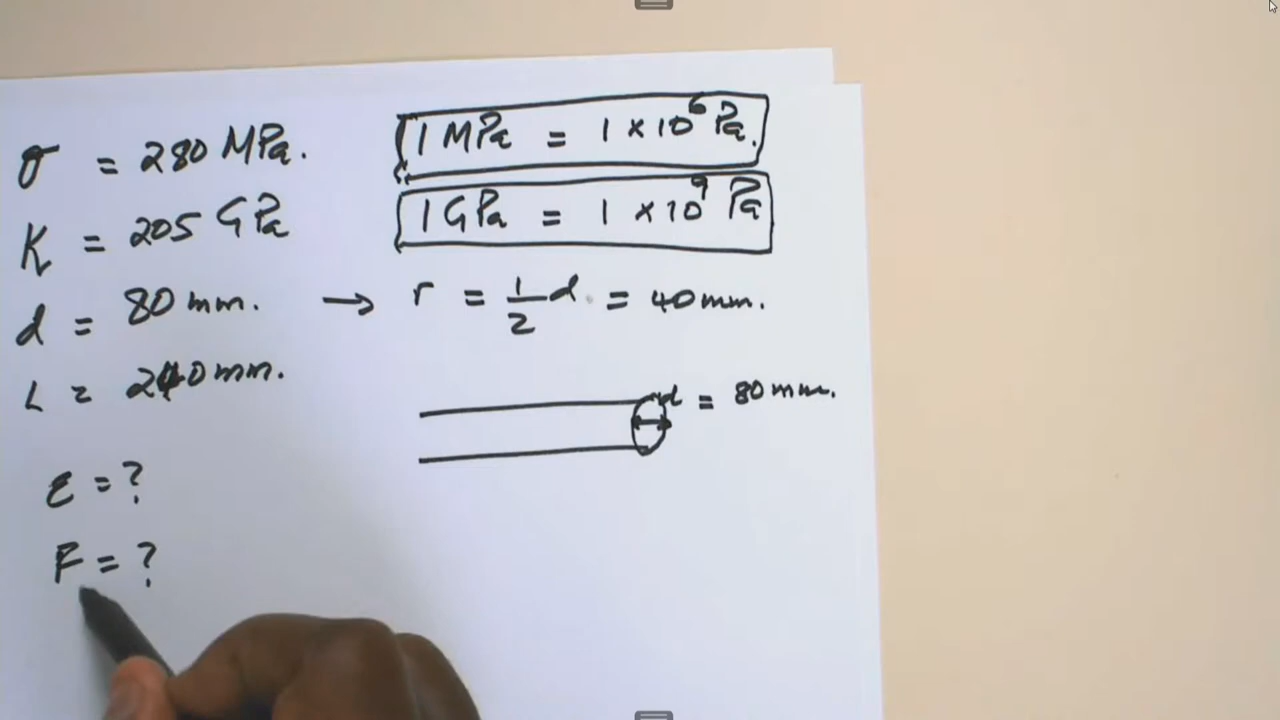 σ = 280 MPa.
1 MPa = 1 × 10⁶ Pa.
K = 205 GPa
1 GPa = 1 × 10⁹ Pa
d = 80 mm. → r = 1/2 d. = 40 mm.
L = 240 mm.
d = 80 mm.
ε = ?
F = ?